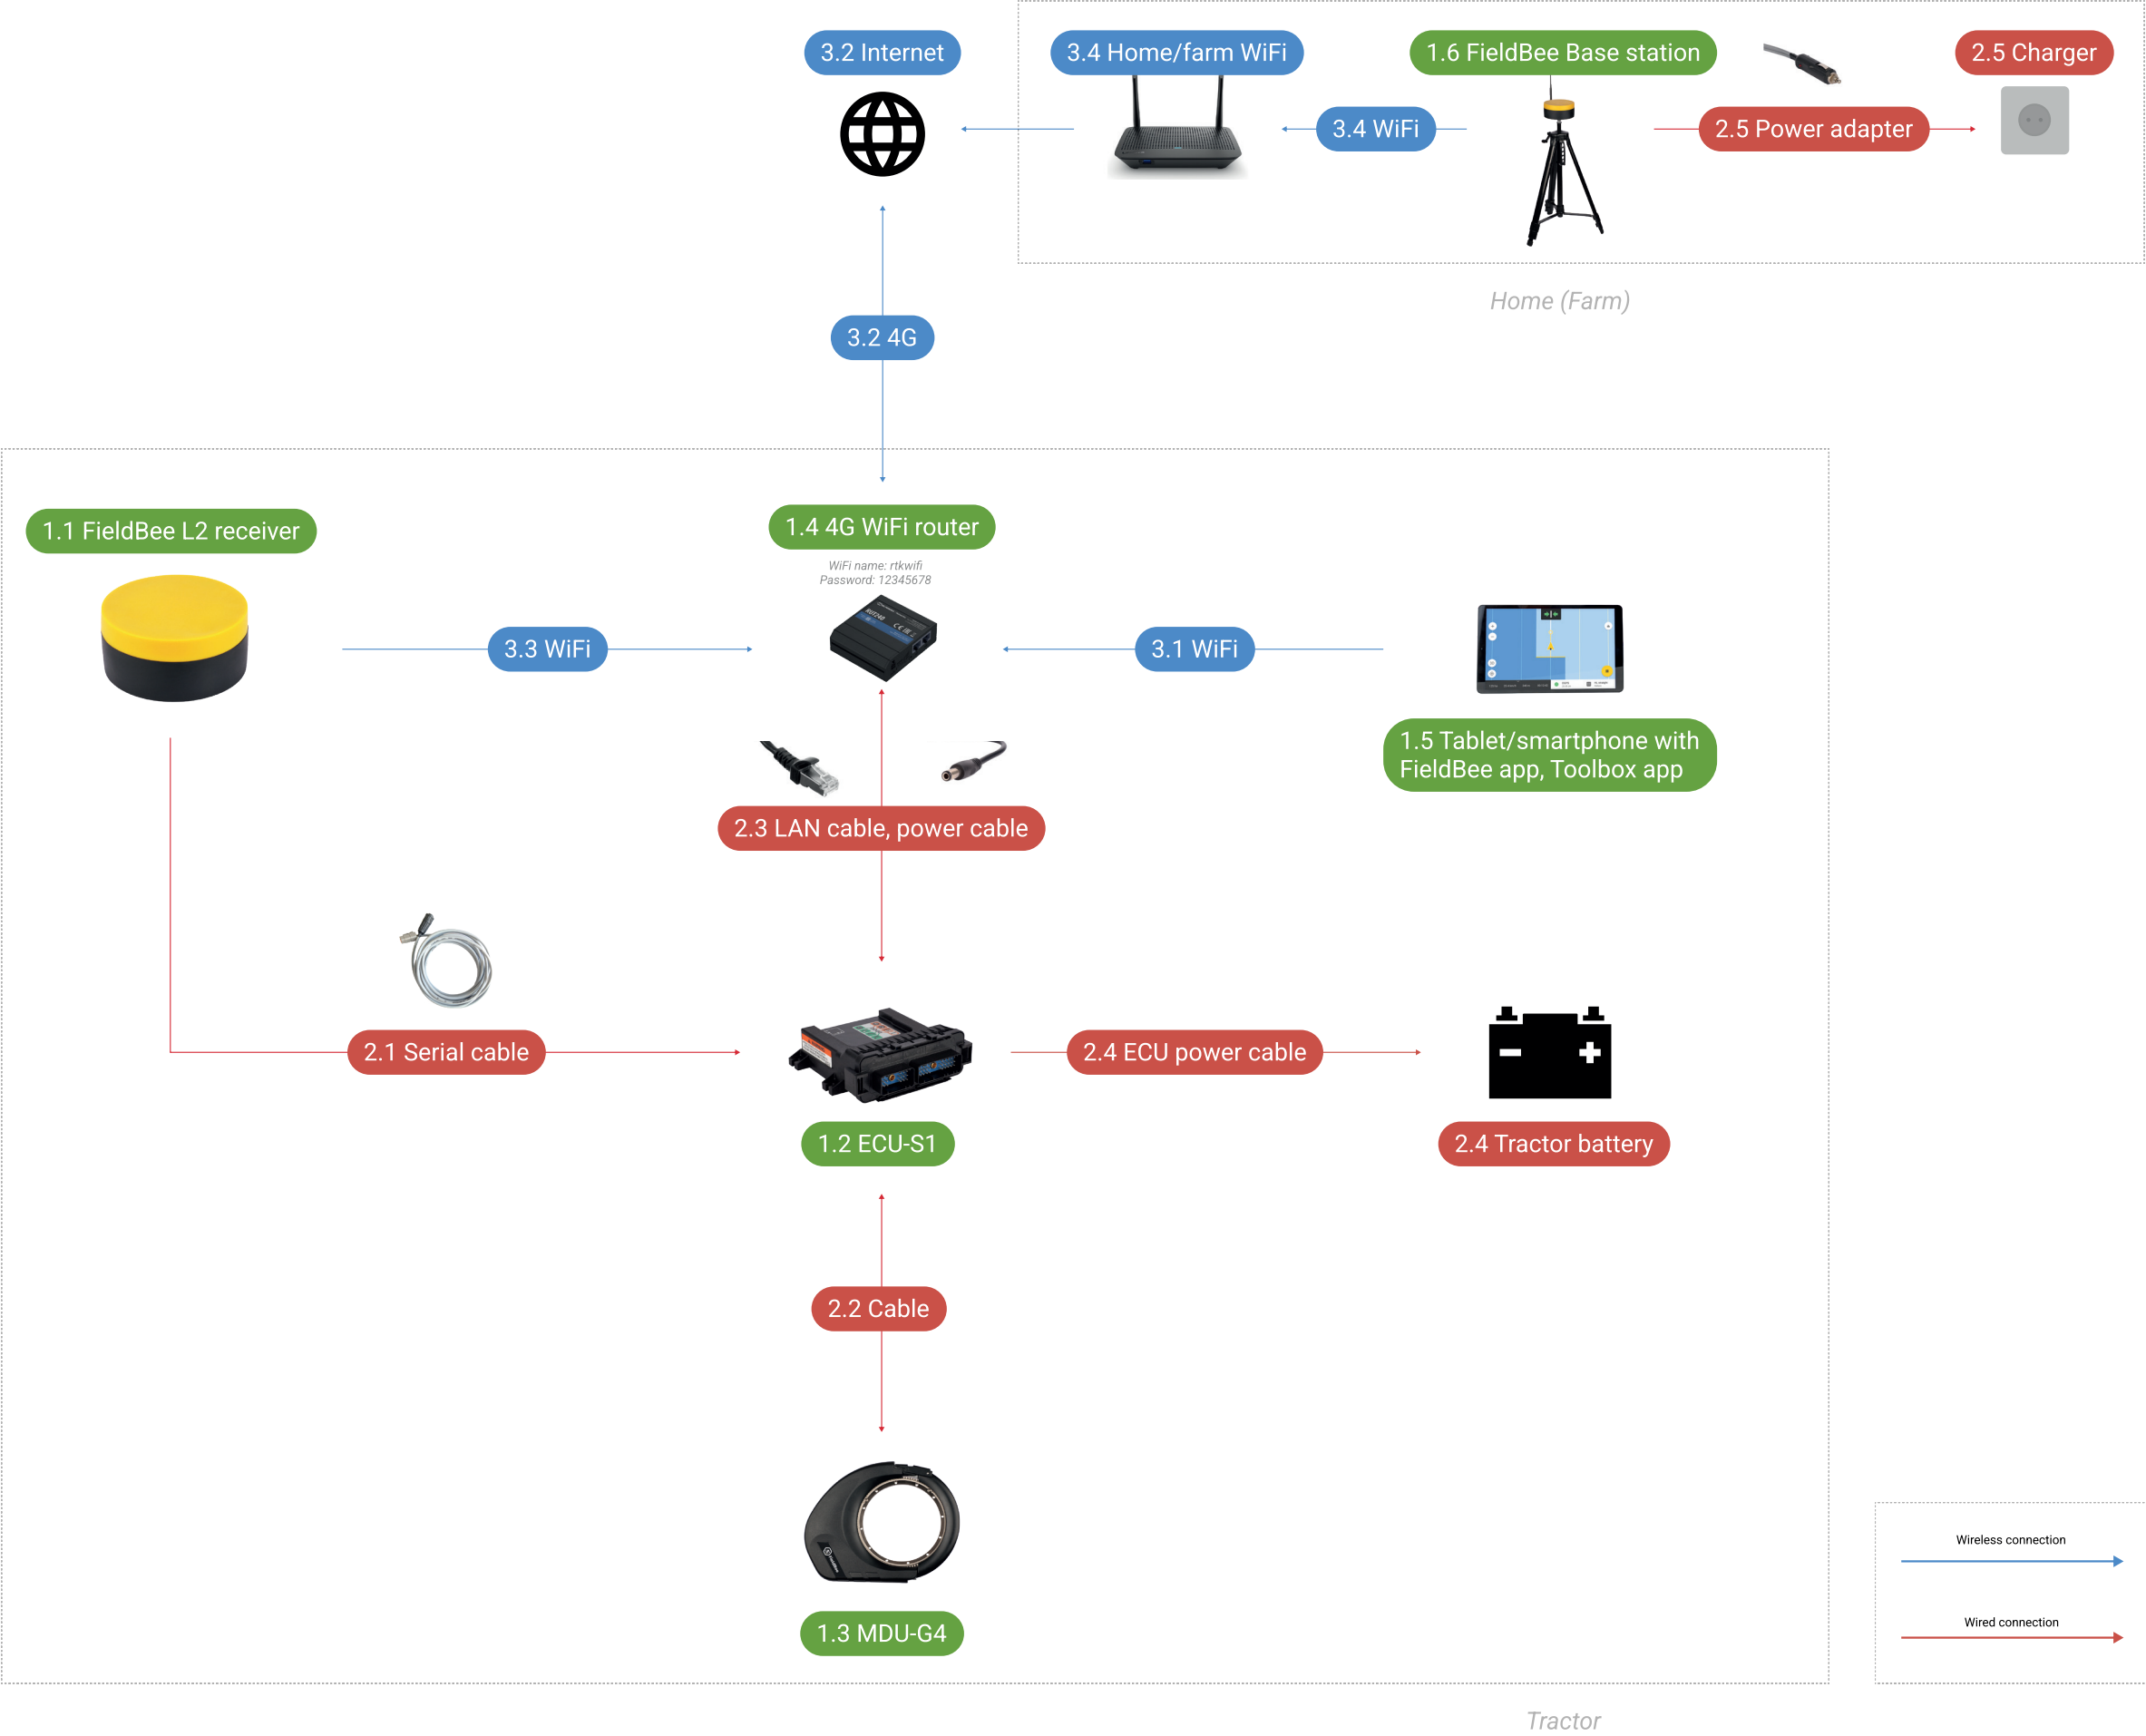 3.2 Internet
3.4 Home/farm WiFi
1.6 FieldBee Base station
2.5 Charger
3.4 WiFi
2.5 Power adapter
Home (Farm)
3.2 4G
1.1 FieldBee L2 receiver
1.4 4G WiFi router
WiFi name: rtkwifi
Password: 12345678
RUT240
3.3 WiFi
3.1 WiFi
1.5 Tablet/smartphone with
FieldBee app, Toolbox app
2.3 LAN cable, power cable
2.1 Serial cable
2.4 ECU power cable
1.2 ECU-S1
2.4 Tractor battery
2.2 Cable
1.3 MDU-G4
Wireless connection
Wired connection
Tractor